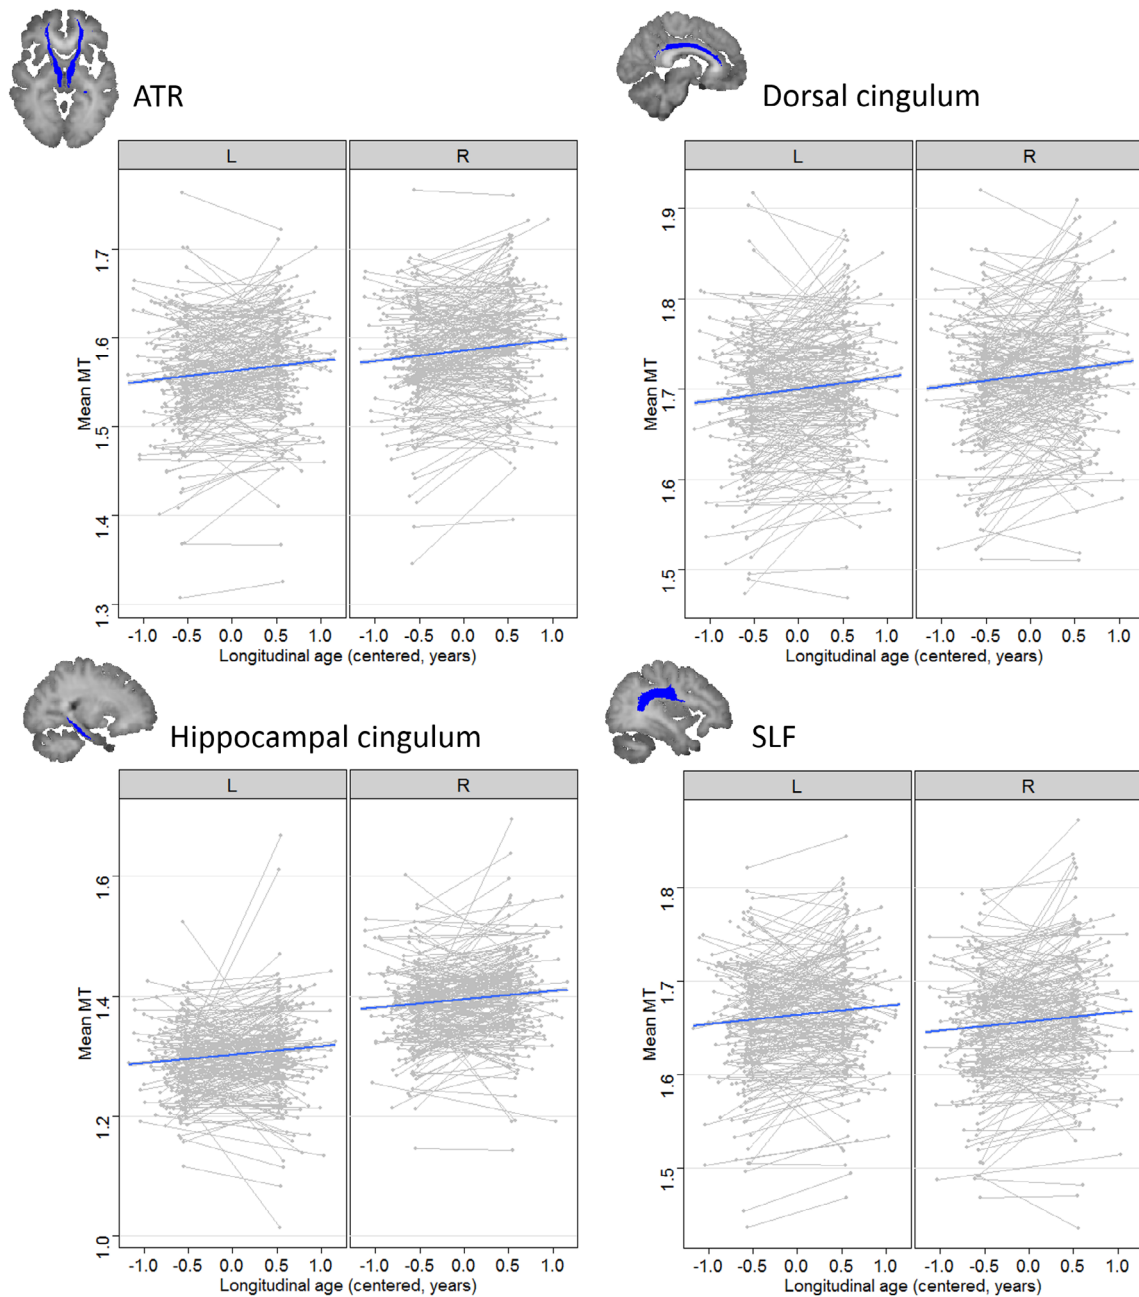 ATR
L R
Mean MT
1.7
1.6
1.5
1.4
1.3
-1.0 -0.5 0.0 0.5 1.0 -1.0 -0.5 0.0 0.5 1.0
Longitudinal age (centered, years)
Dorsal cingulum
L R
Mean MT
1.9
1.8
1.7
1.6
1.5
-1.0 -0.5 0.0 0.5 1.0 -1.0 -0.5 0.0 0.5 1.0
Longitudinal age (centered, years)
Hippocampal cingulum
L R
Mean MT
1.6
1.4
1.2
1.0
-1.0 -0.5 0.0 0.5 1.0 -1.0 -0.5 0.0 0.5 1.0
Longitudinal age (centered, years)
SLF
L R
Mean MT
1.8
1.7
1.6
1.5
-1.0 -0.5 0.0 0.5 1.0 -1.0 -0.5 0.0 0.5 1.0
Longitudinal age (centered, years)